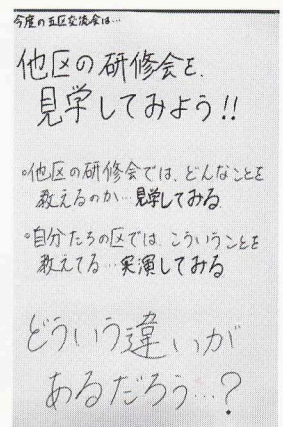 今度の五区交流会は…
他区の研修会を、
見学してみよう!!
○他区の研修会では、どんなことを
教えるのか…見学してみる
○自分たちの区では、こういうことを
教えてる…実演してみる
どういう違いが
あるだろう…?